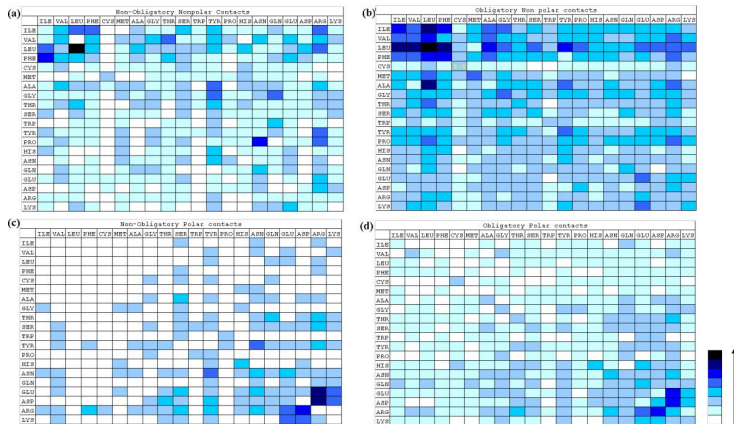 (a)
Non-Obligatory Nonpolar Contacts
ILE VAL LEU PHE CYS MET ALA GLY THR SER TRP TYR PRO HIS ASN GLN GLU ASP ARG LYS
ILE
VAL
LEU
PHE
CYS
MET
ALA
GLY
THR
SER
TRP
TYR
PRO
HIS
ASN
GLN
GLU
ASP
ARG
LYS
(b)
Obligatory Non polar contacts
ILE VAL LEU PHE CYS MET ALA GLY THR SER TRP TYR PRO HIS ASN GLN GLU ASP ARG LYS
ILE
VAL
LEU
PHE
CYS
MET
ALA
GLY
THR
SER
TRP
TYR
PRO
HIS
ASN
GLN
GLU
ASP
ARG
LYS
(c)
Non-Obligatory Polar contacts
ILE VAL LEU PHE CYS MET ALA GLY THR SER TRP TYR PRO HIS ASN GLN GLU ASP ARG LYS
ILE
VAL
LEU
PHE
CYS
MET
ALA
GLY
THR
SER
TRP
TYR
PRO
HIS
ASN
GLN
GLU
ASP
ARG
LYS
(d)
Obligatory Polar contacts
ILE VAL LEU PHE CYS MET ALA GLY THR SER TRP TYR PRO HIS ASN GLN GLU ASP ARG LYS
ILE
VAL
LEU
PHE
CYS
MET
ALA
GLY
THR
SER
TRP
TYR
PRO
HIS
ASN
GLN
GLU
ASP
ARG
LYS